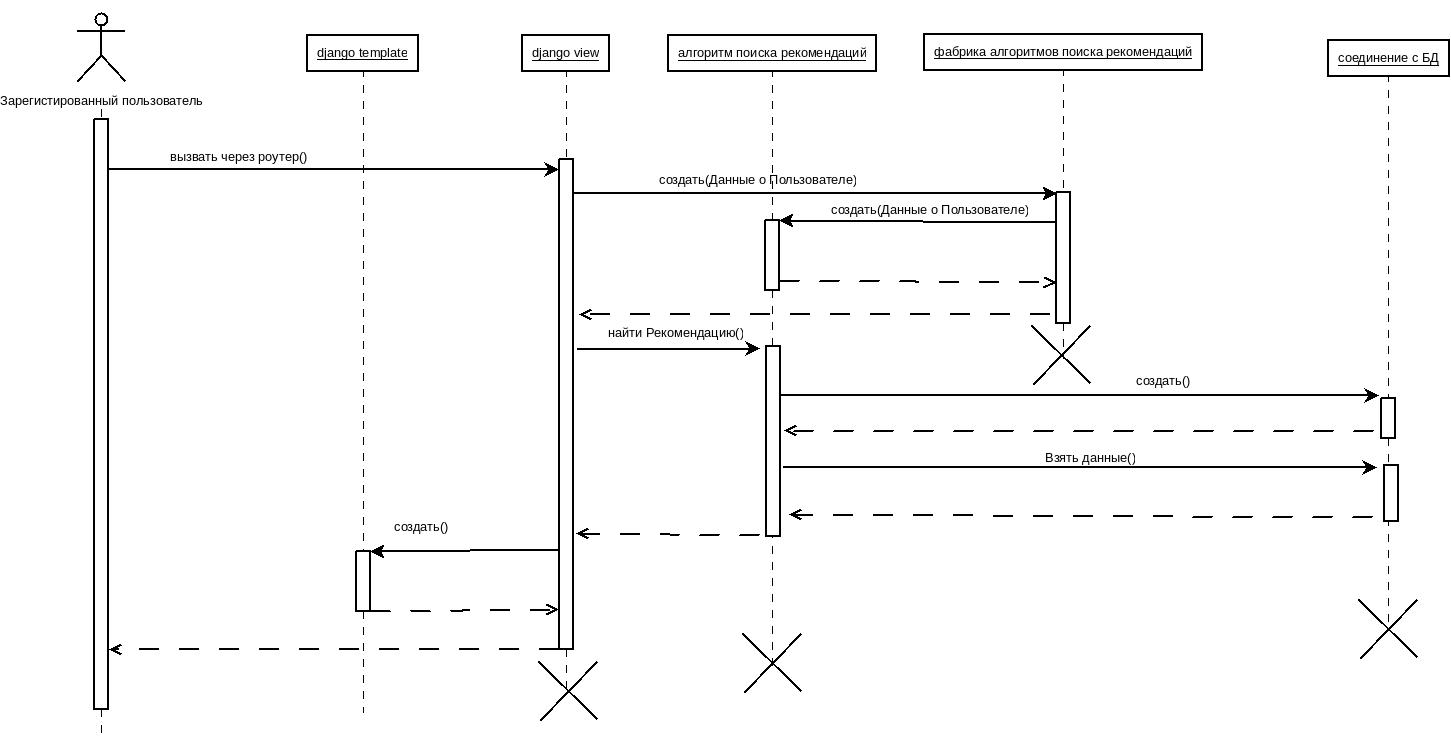 django template
django view
алгоритм поиска рекомендаций
фабрика алгоритмов поиска рекомендаций
соединение с БД
Зарегистированный пользователь
вызвать через роутер()
создать(Данные о Пользователе)
создать(Данные о Пользователе)
найти Рекомендацию()
создать()
Взять данные()
создать()